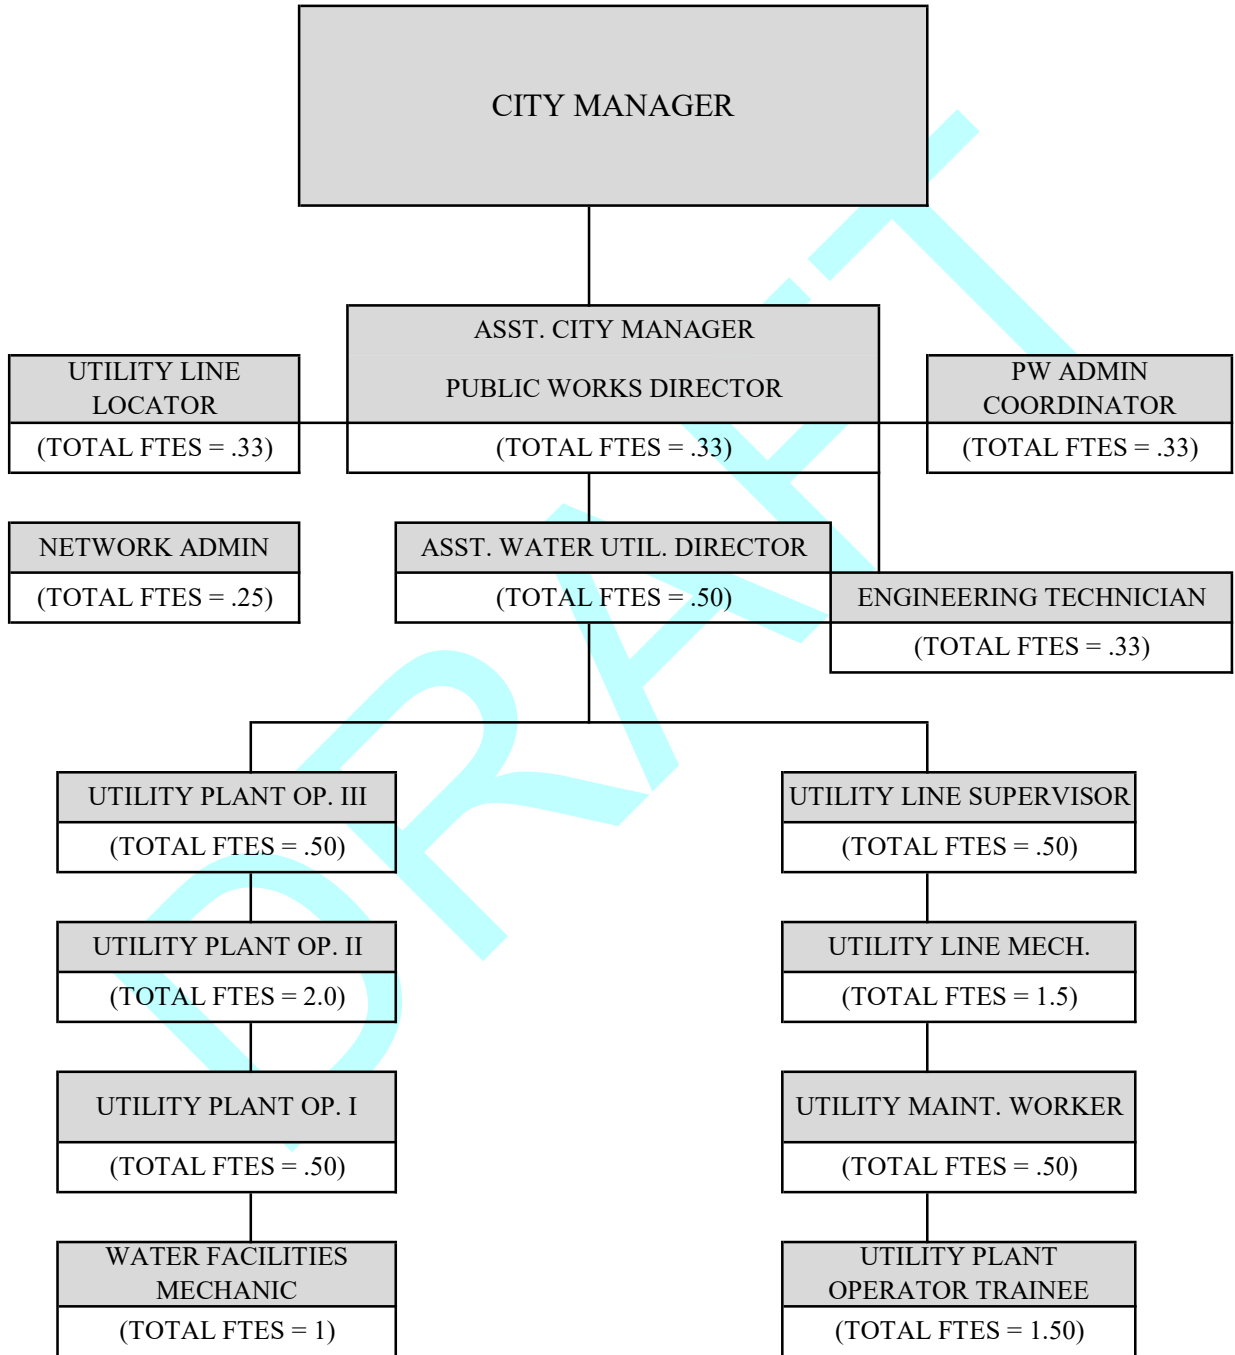 CITY MANAGER
ASST. CITY MANAGER
PUBLIC WORKS DIRECTOR
(TOTAL FTES = .33)
UTILITY LINE
LOCATOR
(TOTAL FTES = .33)
PW ADMIN
COORDINATOR
(TOTAL FTES = .33)
NETWORK ADMIN
(TOTAL FTES = .25)
ASST. WATER UTIL. DIRECTOR
(TOTAL FTES = .50)
ENGINEERING TECHNICIAN
(TOTAL FTES = .33)
UTILITY PLANT OP. III
(TOTAL FTES = .50)
UTILITY PLANT OP. II
(TOTAL FTES = 2.0)
UTILITY PLANT OP. I
(TOTAL FTES = .50)
WATER FACILITIES
MECHANIC
(TOTAL FTES = 1)
UTILITY LINE SUPERVISOR
(TOTAL FTES = .50)
UTILITY LINE MECH.
(TOTAL FTES = 1.5)
UTILITY MAINT. WORKER
(TOTAL FTES = .50)
UTILITY PLANT
OPERATOR TRAINEE
(TOTAL FTES = 1.50)
DRAFT